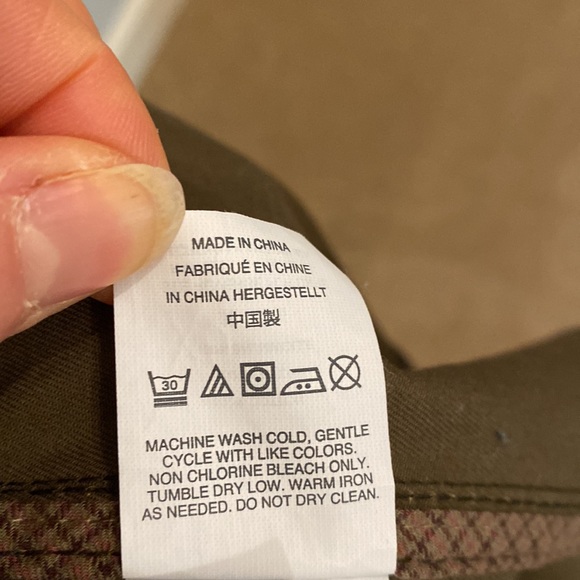 MADE IN CHINA
FABRIQUÉ EN CHINE
IN CHINA HERGESTELLT
中国製
30
MACHINE WASH COLD, GENTLE
CYCLE WITH LIKE COLORS.
NON CHLORINE BLEACH ONLY.
TUMBLE DRY LOW. WARM IRON
AS NEEDED. DO NOT DRY CLEAN.